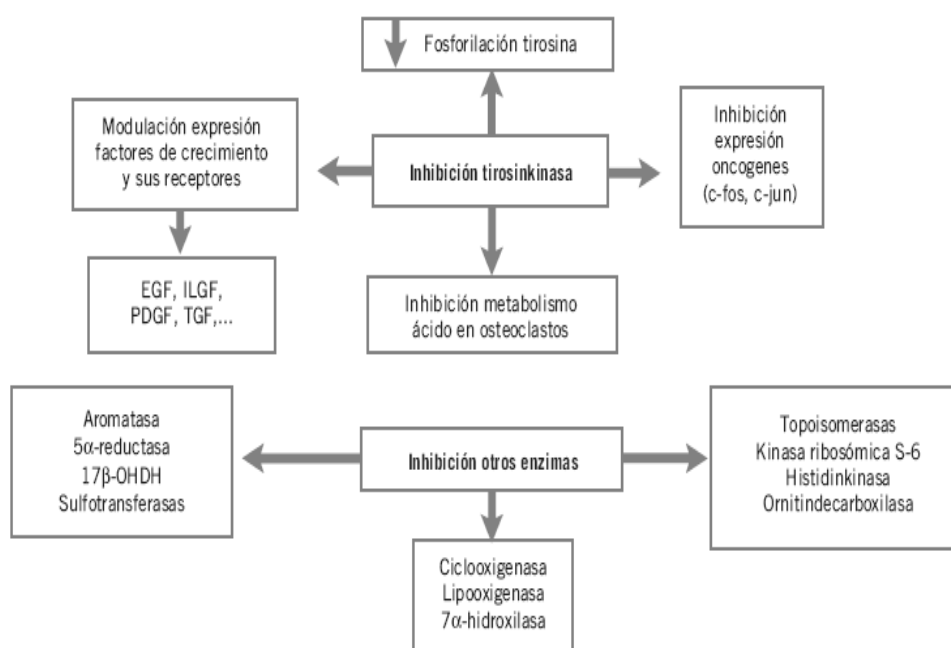 Fosforilación tirosina
Modulación expresión
factores de crecimiento
y sus receptores
Inhibición tirosinkinasa
Inhibición
expresión
oncogenes
(c-fos, c-jun)
EGF, ILGF,
PDGF, TGF,...
Inhibición metabolismo
ácido en osteoclastos
Aromatasa
5α-reductasa
17β-OHDH
Sulfotransferasas
Inhibición otros enzimas
Topoisomerasas
Kinasa ribosómica S-6
Histidinkinasa
Ornitindecarboxilasa
Ciclooxigenasa
Lipooxigenasa
7α-hidroxilasa